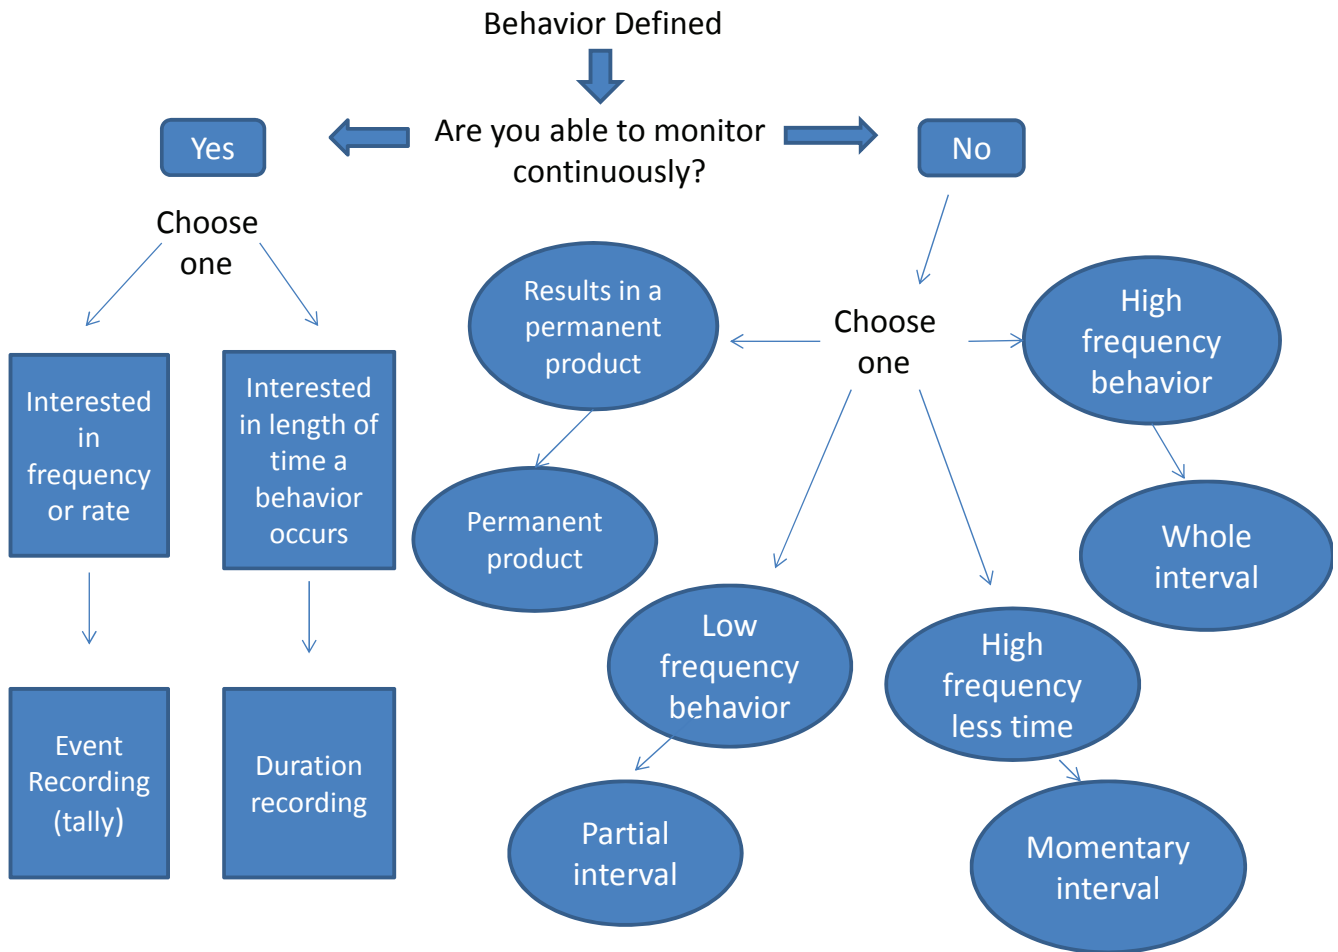 Behavior Defined
Are you able to monitor
continuously?
Yes
No
Choose
one
Interested
in
frequency
or rate
Interested
in length of
time a
behavior
occurs
Event
Recording
(tally)
Duration
recording
Choose
one
Results in a
permanent
product
Permanent
product
Low
frequency
behavior
Partial
interval
High
frequency
less time
Momentary
interval
High
frequency
behavior
Whole
interval